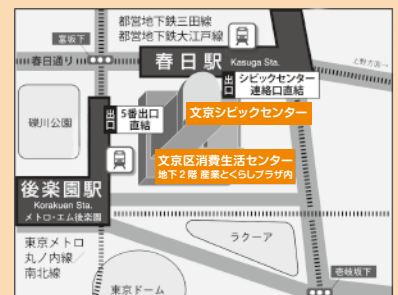 都営地下鉄三田線
都営地下鉄大江戸線
富坂下
春日通り
春日駅 Kasuga Sta.
上野方面→
出口
シビックセンター
連絡口直結
礫川公園
出口
5番出口
直結
文京シビックセンター
文京区消費生活センター
地下2階 産業とくらしプラザ内
後楽園駅
Korakuen Sta.
メトロ・エム後楽園
東京メトロ
丸ノ内線/
南北線
ラクーア
東京ドーム
壱岐坂下